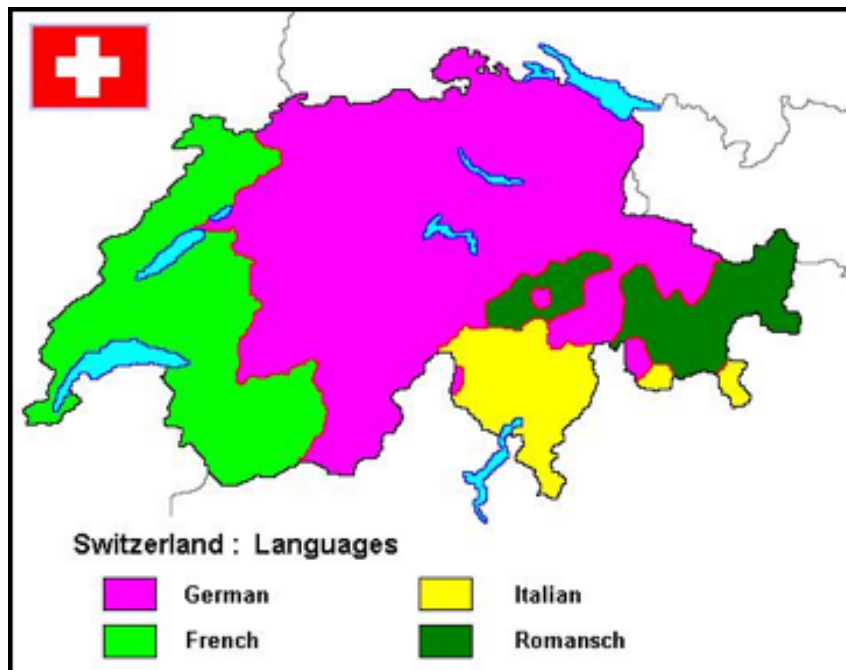 Switzerland : Languages
German
Italian
French
Romansch